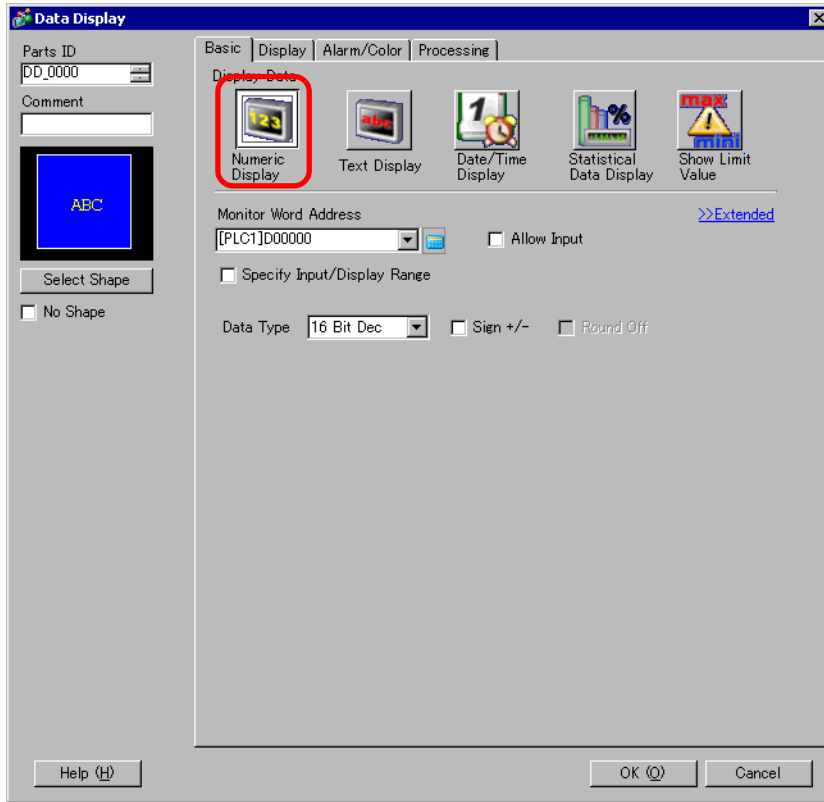 Data Display
Parts ID
DD_0000
Comment
ABC
Select Shape
No Shape
Basic
Display
Alarm/Color
Processing
Display Data
Numeric
Display
Text Display
Date/Time
Display
Statistical
Data Display
Show Limit
Value
Monitor Word Address
>>Extended
[PLC1]D00000
Allow Input
Specify Input/Display Range
Data Type
16 Bit Dec
Sign +/-
Round Off
Help (H)
OK (O)
Cancel
123
abc
1
%
max
mini